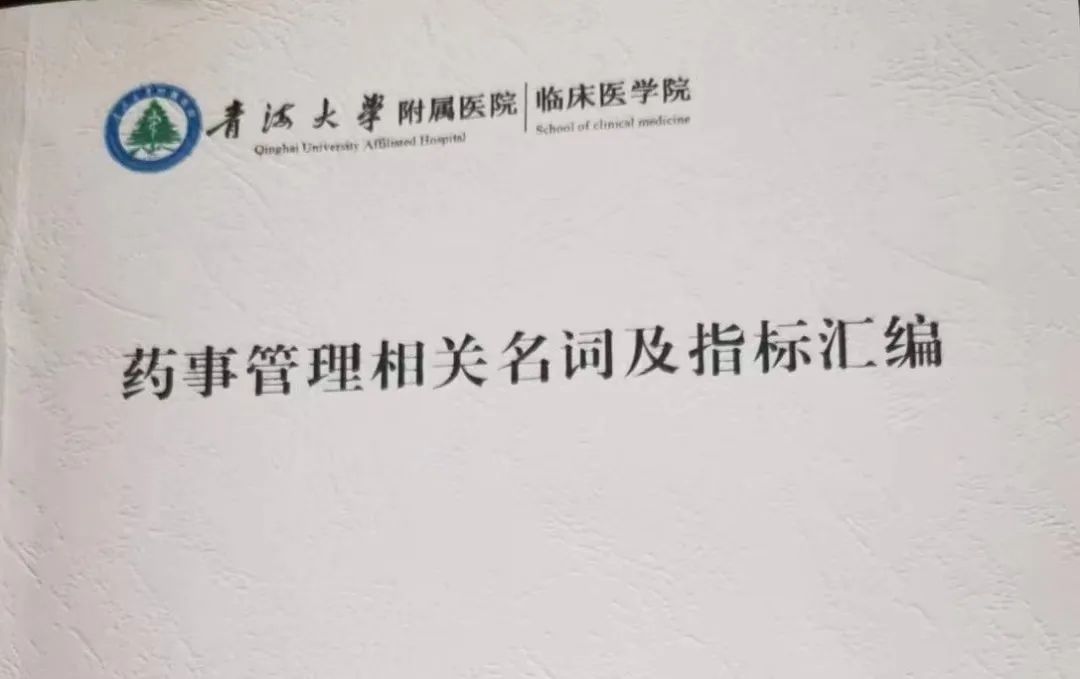 青海大学附属医院 临床医学院
Qinghai University Affiliated Hospital School of clinical medicine
药事管理相关名词及指标汇编